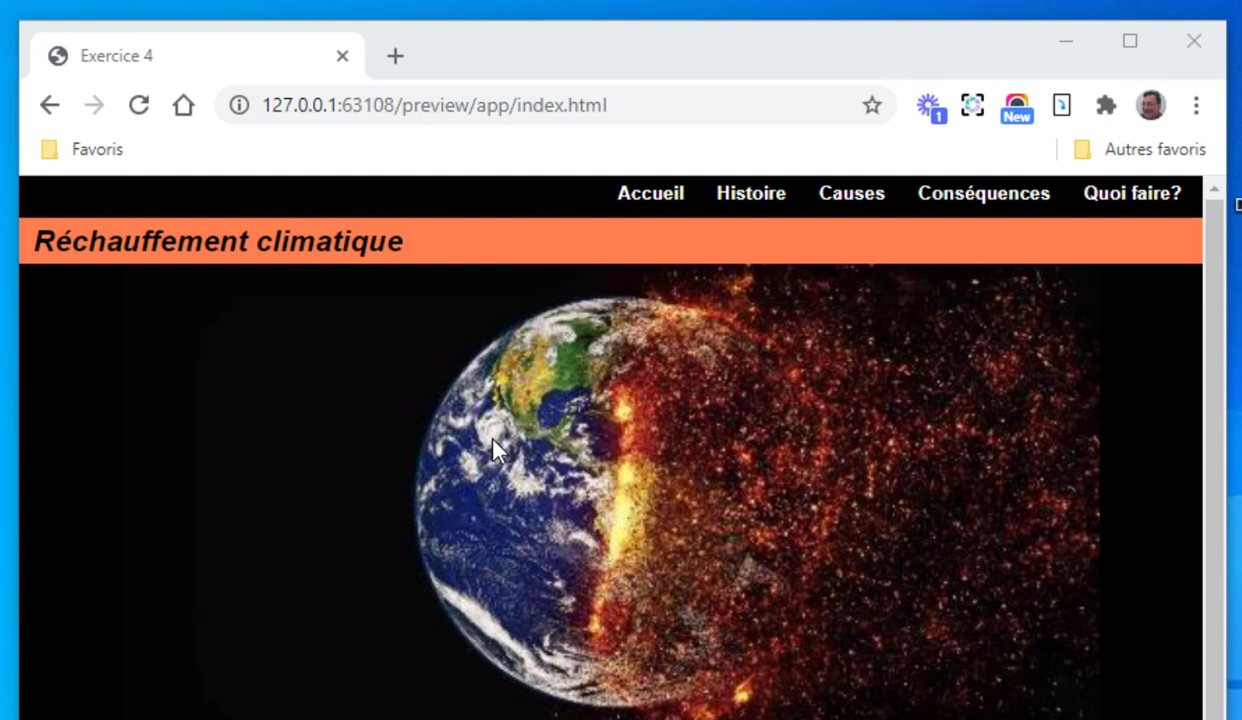 Exercice 4
127.0.0.1:63108/preview/app/index.html
1
New
Favoris
Autres favoris
Accueil Histoire Causes Conséquences Quoi faire?
Réchauffement climatique